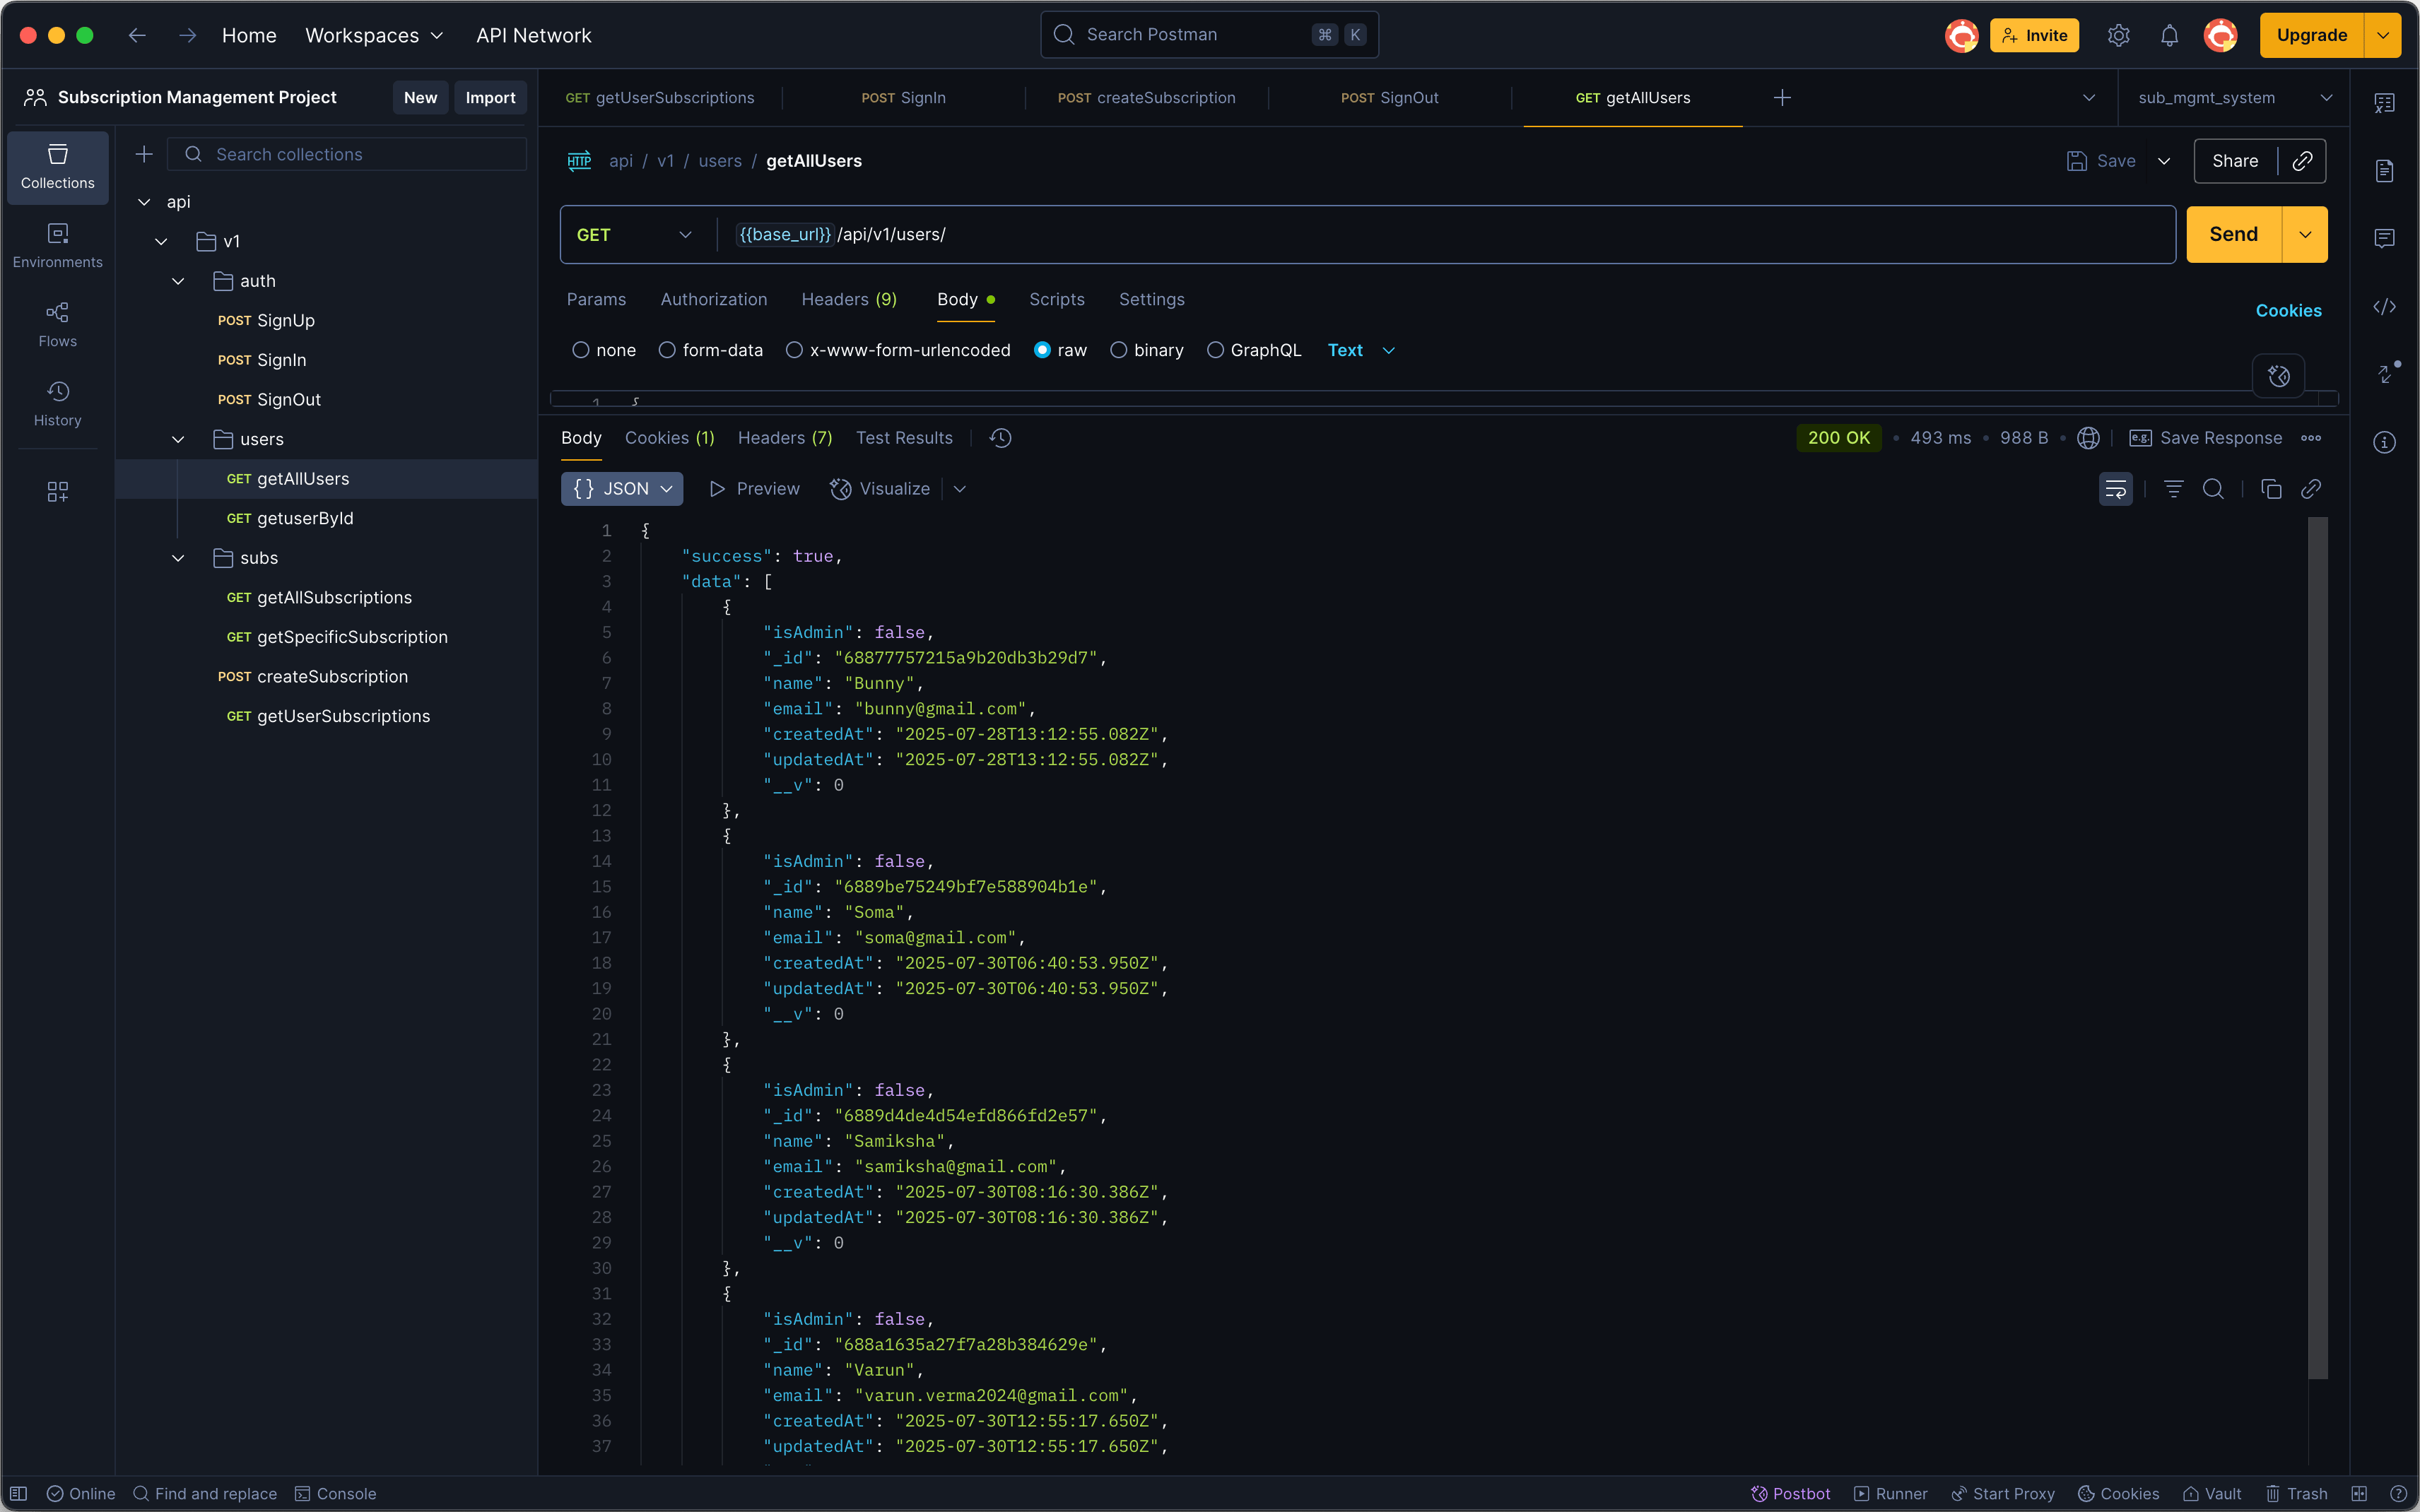 Home Workspaces API Network Search Postman ⌘ K Invite Upgrade
Subscription Management Project New Import
GET getUserSubscriptions POST SignIn POST createSubscription POST SignOut GET getAllUsers sub_mgmt_system
Collections
Environments
Flows
History
Search collections
api
v1
auth
POST SignUp
POST SignIn
POST SignOut
users
GET getAllUsers
GET getuserById
subs
GET getAllSubscriptions
GET getSpecificSubscription
POST createSubscription
GET getUserSubscriptions
HTTP api / v1 / users / getAllUsers Save Share
GET {{base_url}} /api/v1/users/ Send
Params Authorization Headers (9) Body Scripts Settings Cookies
none form-data x-www-form-urlencoded raw binary GraphQL Text
1 {
Body Cookies (1) Headers (7) Test Results 200 OK • 493 ms • 988 B • e.g. Save Response
{} JSON Preview Visualize
1 {
2 "success": true,
3 "data": [
4 {
5 "isAdmin": false,
6 "_id": "68877757215a9b20db3b29d7",
7 "name": "Bunny",
8 "email": "bunny@gmail.com",
9 "createdAt": "2025-07-28T13:12:55.082Z",
10 "updatedAt": "2025-07-28T13:12:55.082Z",
11 "__v": 0
12 },
13 {
14 "isAdmin": false,
15 "_id": "6889be75249bf7e588904b1e",
16 "name": "Soma",
17 "email": "soma@gmail.com",
18 "createdAt": "2025-07-30T06:40:53.950Z",
19 "updatedAt": "2025-07-30T06:40:53.950Z",
20 "__v": 0
21 },
22 {
23 "isAdmin": false,
24 "_id": "6889d4de4d54efd866fd2e57",
25 "name": "Samiksha",
26 "email": "samiksha@gmail.com",
27 "createdAt": "2025-07-30T08:16:30.386Z",
28 "updatedAt": "2025-07-30T08:16:30.386Z",
29 "__v": 0
30 },
31 {
32 "isAdmin": false,
33 "_id": "688a1635a27f7a28b384629e",
34 "name": "Varun",
35 "email": "varun.verma2024@gmail.com",
36 "createdAt": "2025-07-30T12:55:17.650Z",
37 "updatedAt": "2025-07-30T12:55:17.650Z",
Online Find and replace Console Postbot Runner Start Proxy Cookies Vault Trash